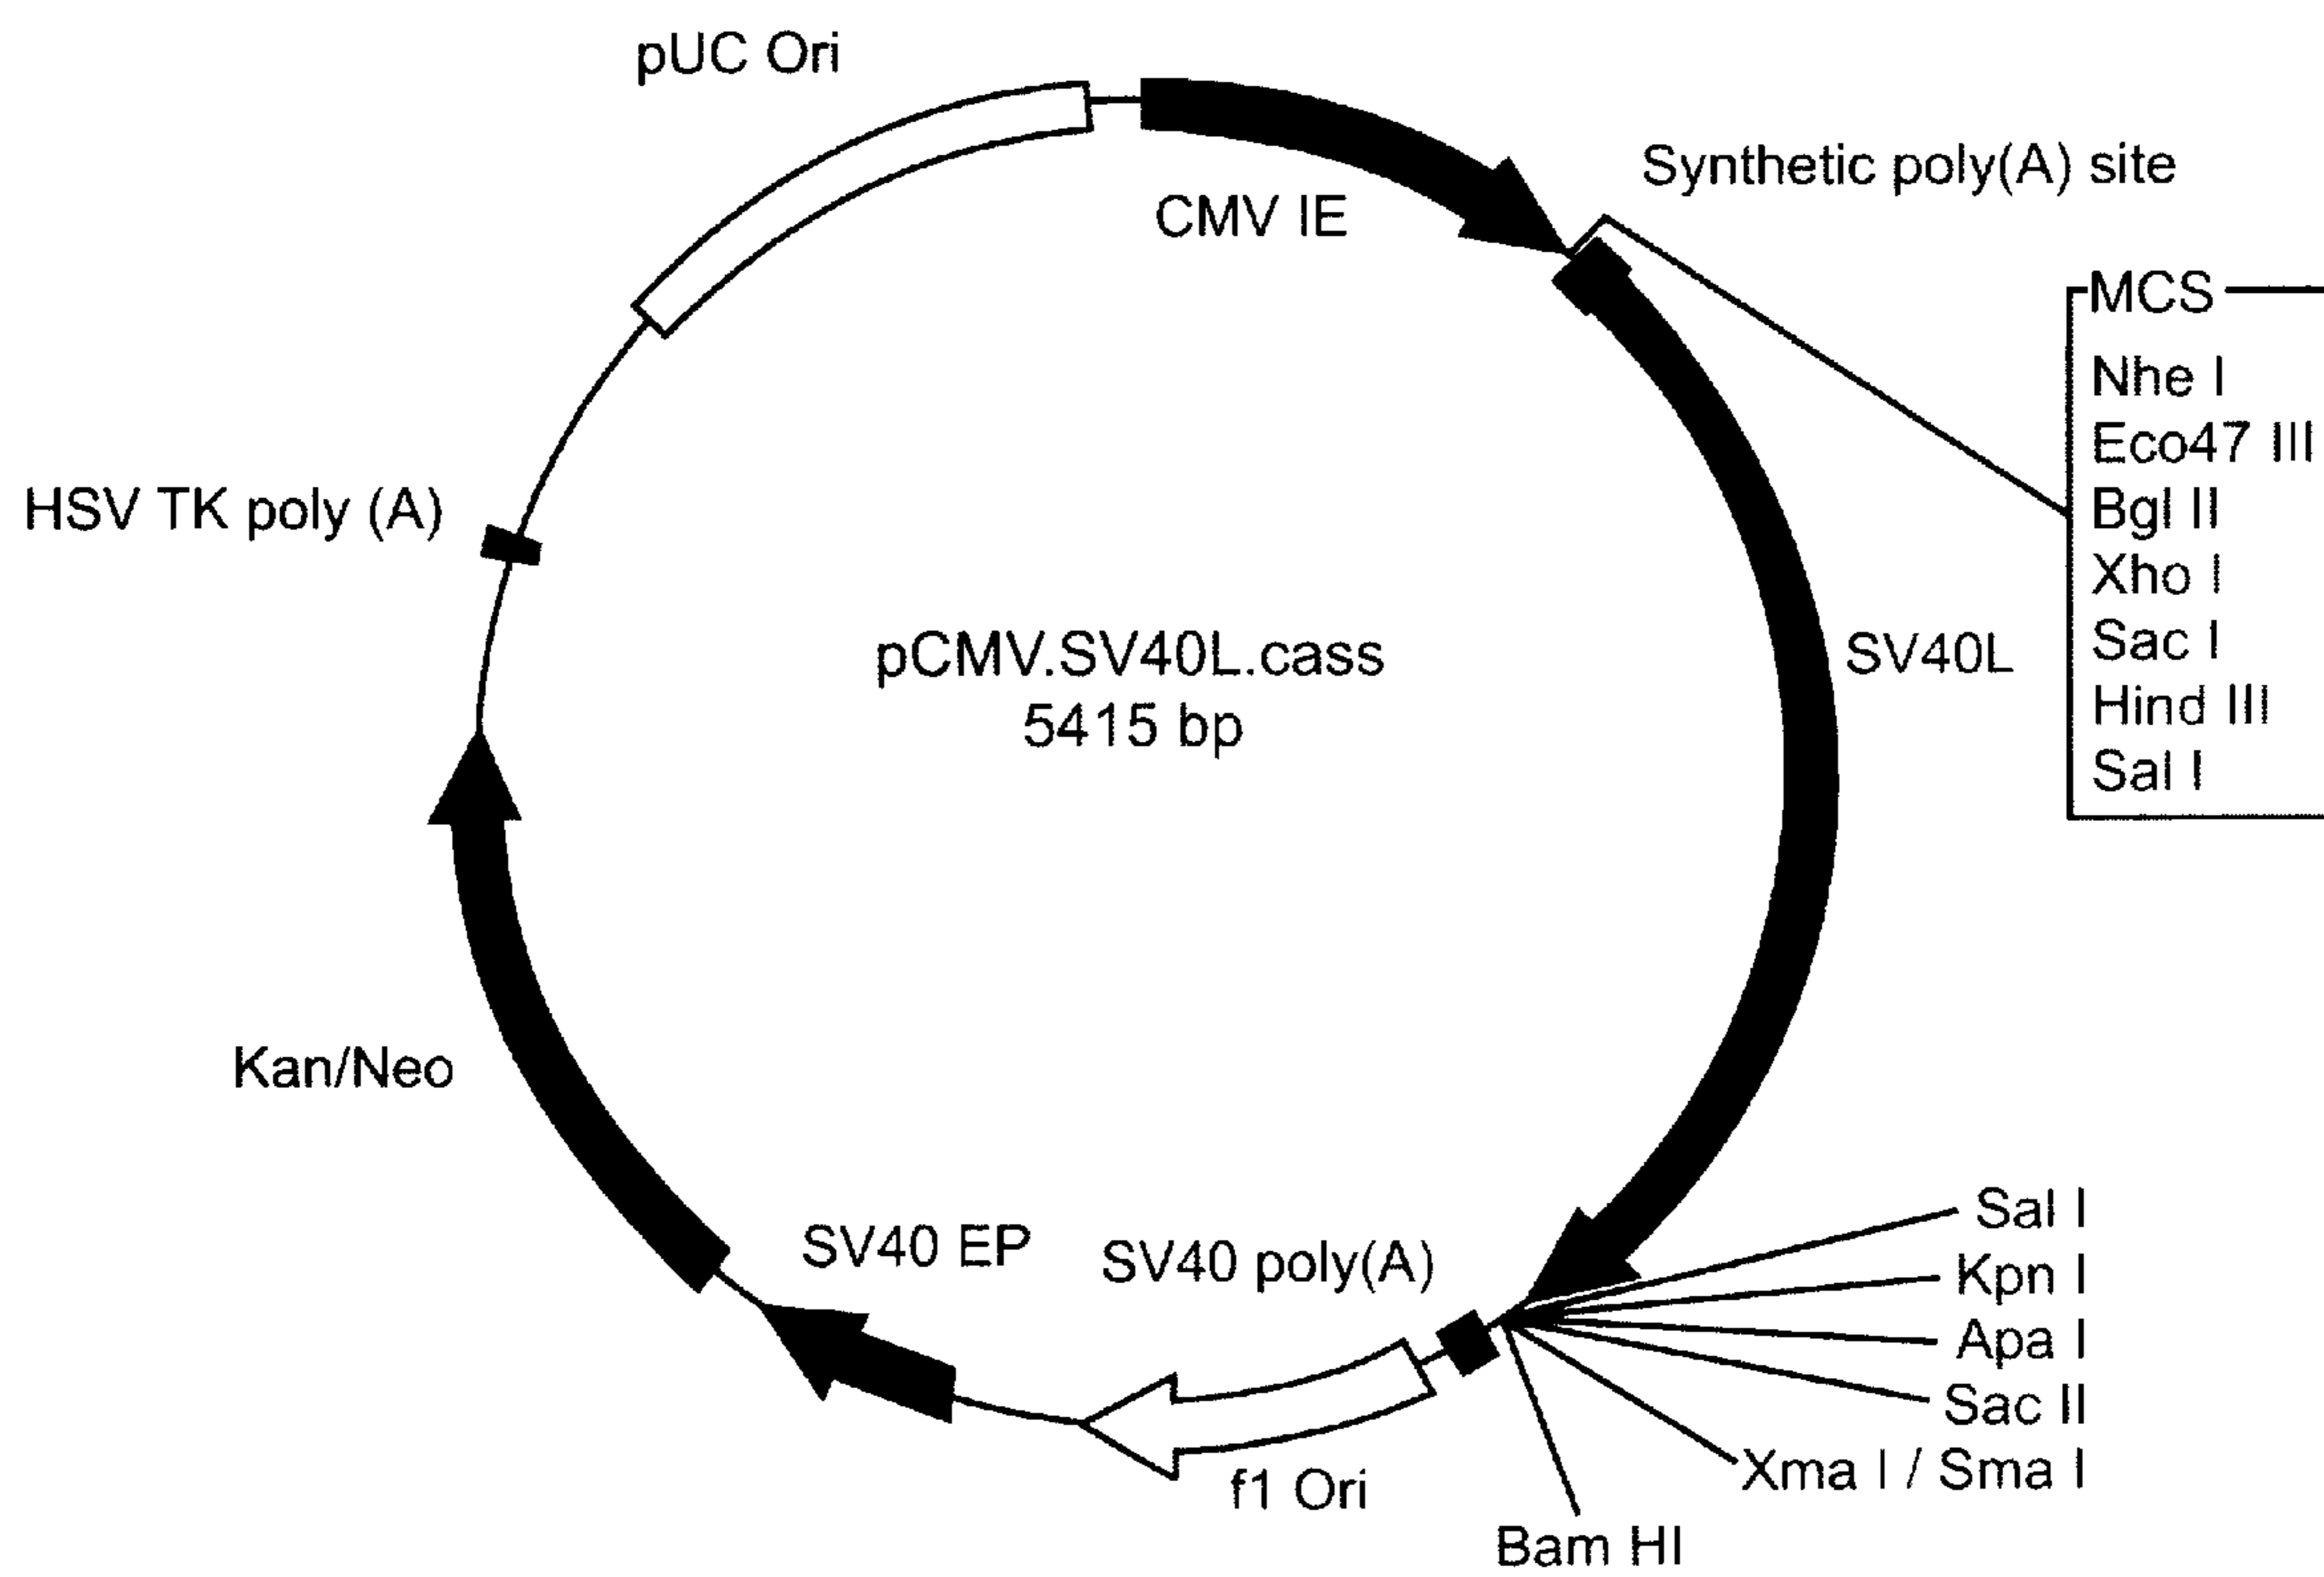 pUC Ori
Synthetic poly(A) site
CMV IE
MCS
Nhe I
Eco47 III
Bgl II
Xho I
Sac I
Hind III
Sal I
HSV TK poly (A)
pCMV.SV40L.cass
5415 bp
SV40L
Kan/Neo
SV40 EP
SV40 poly(A)
Sal I
Kpn I
Apa I
Sac II
Xma I / Sma I
f1 Ori
Bam HI